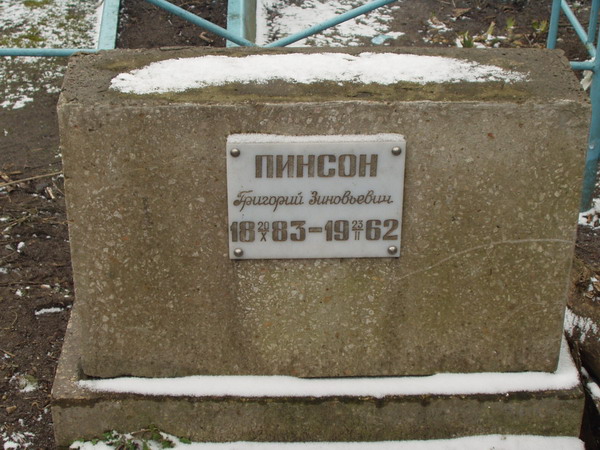 ПИНСОН
Григорий Зиновьевич
18 20/X 83 — 19 23/II 62